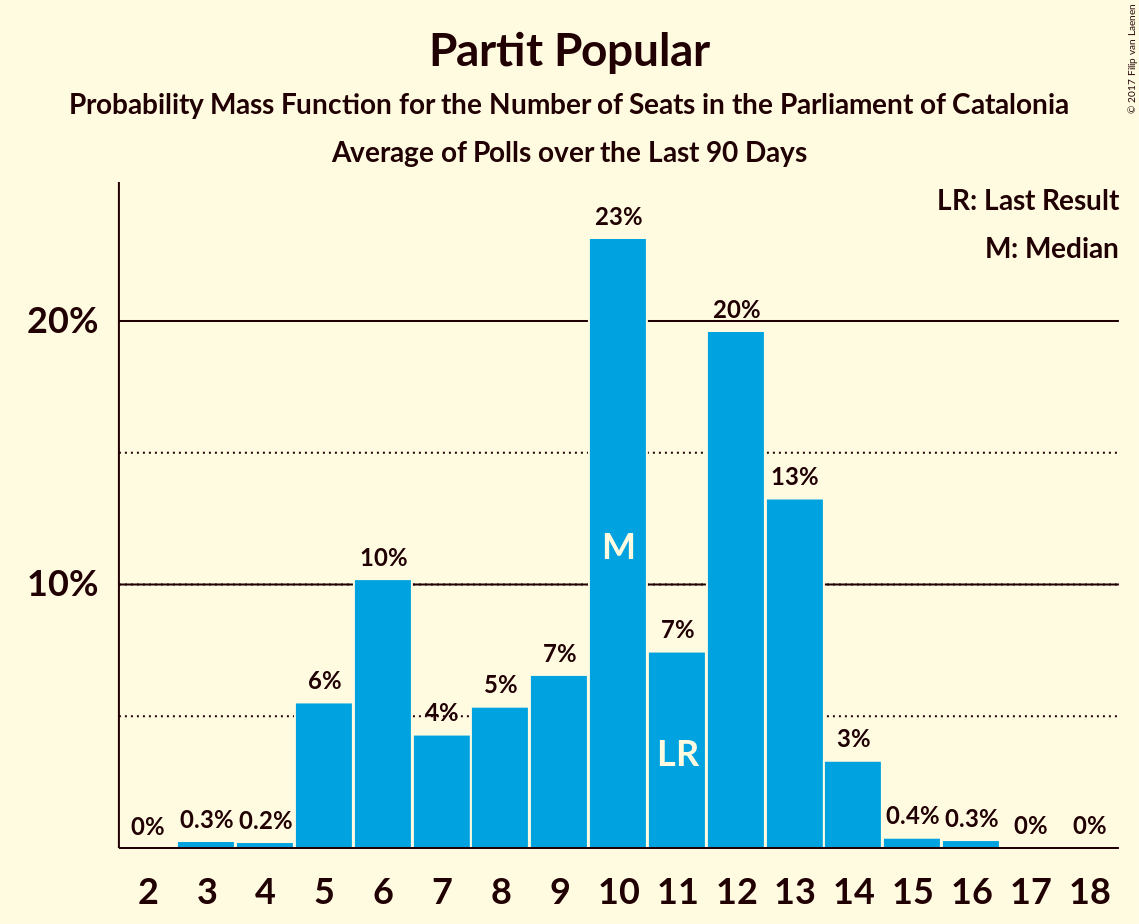 Partit Popular
Probability Mass Function for the Number of Seats in the Parliament of Catalonia
Average of Polls over the Last 90 Days
© 2017 Filip van Laenen
LR: Last Result
M: Median
20%
10%
0%
0.3%
0.2%
6%
10%
4%
5%
7%
23%
7%
20%
13%
3%
0.4%
0.3%
0%
0%
M
LR
2 3 4 5 6 7 8 9 10 11 12 13 14 15 16 17 18